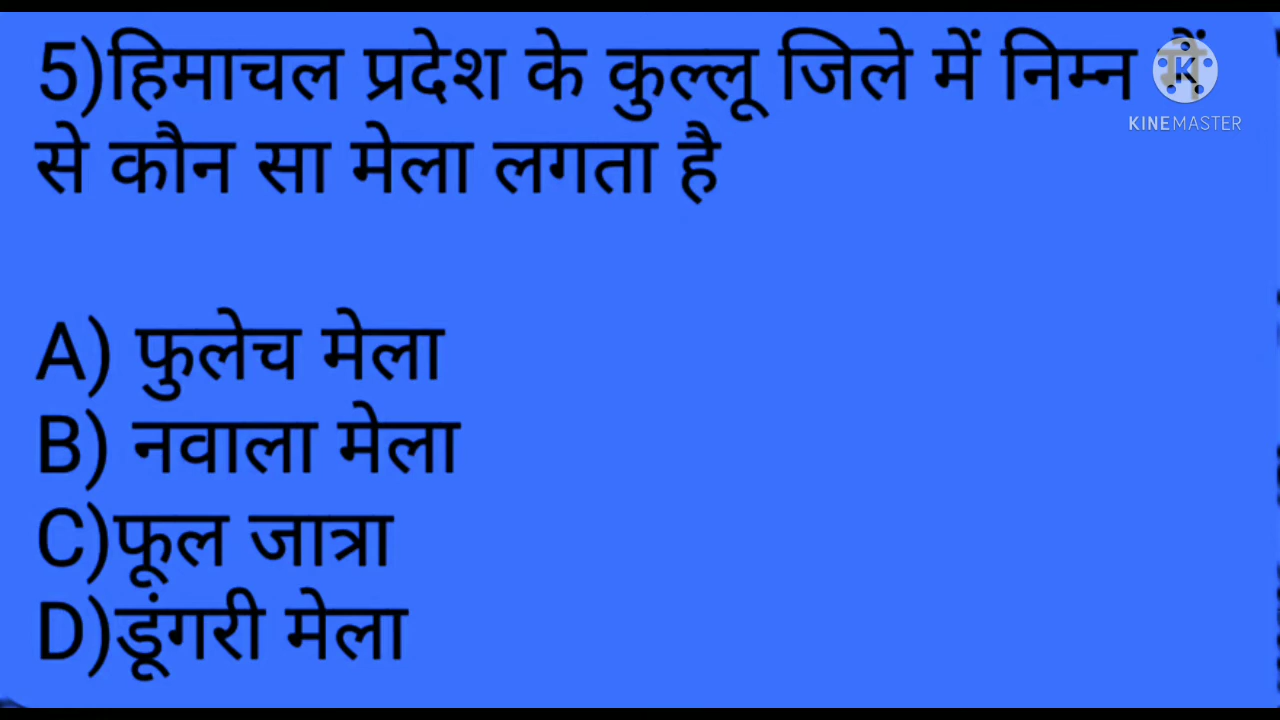 5)हिमाचल प्रदेश के कुल्लू जिले में निम्न में
से कौन सा मेला लगता है
A) फुलेच मेला
B) नवाला मेला
C)फूल जात्रा
D)डूंगरी मेला
K
KINEMASTER